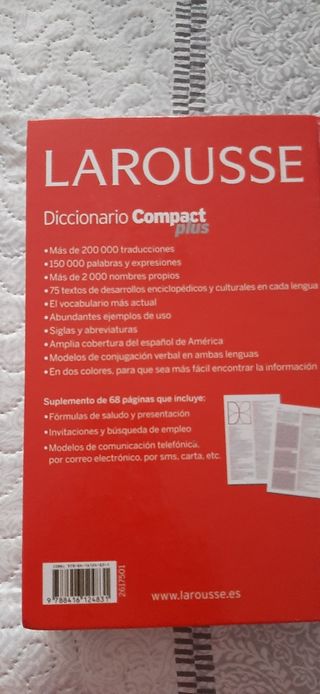 LAROUSSE
Diccionario Compact
plus
• Más de 200 000 traducciones
• 150 000 palabras y expresiones
• Más de 2 000 nombres propios
• 75 textos de desarrollos enciclopédicos y culturales en cada lengua
• El vocabulario más actual
• Abundantes ejemplos de uso
• Siglas y abreviaturas
• Amplia cobertura del español de América
• Modelos de conjugación verbal en ambas lenguas
• En dos colores, para que sea más fácil encontrar la información
Suplemento de 68 páginas que incluye:
• Fórmulas de saludo y presentación
• Invitaciones y búsqueda de empleo
• Modelos de comunicación telefónica,
por correo electrónico, por sms, carta, etc.
9 788416 124831
2617501
www.larousse.es